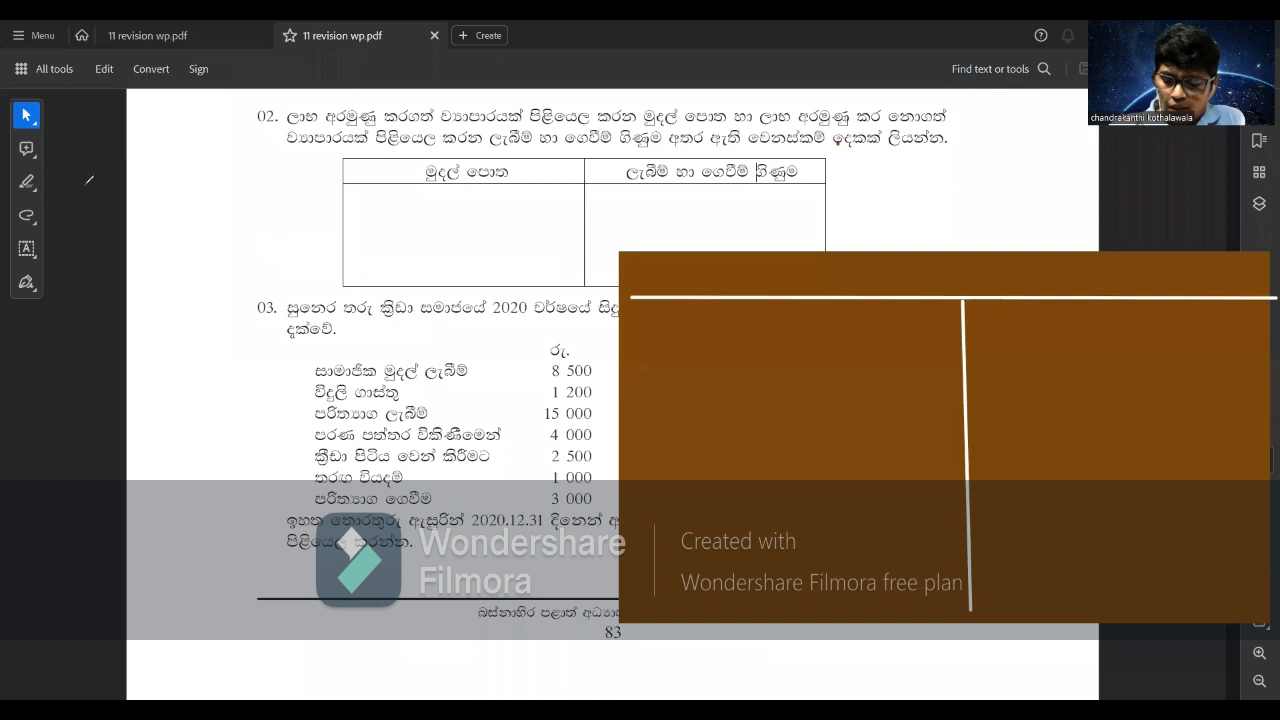 Menu
11 revision wp.pdf
11 revision wp.pdf
Create
All tools
Edit
Convert
Sign
Find text or tools
chandrakanthi kothalawala
02. ලාභ අරමුණු කරගත් ව්‍යාපාරයක් පිළියෙල කරන මුදල් පොත හා ලාභ අරමුණු කර නොගත්
ව්‍යාපාරයක් පිළියෙල කරන ලැබීම් හා ගෙවීම් ගිණුම අතර ඇති වෙනස්කම් දෙකක් ලියන්න.
මුදල් පොත
ලැබීම් හා ගෙවීම් ගිණුම
03. සුනෙර තරු ක්‍රිඩා සමාජයේ 2020 වර්ෂයේ
දැක්වේ.
රු.
සාමාජික මුදල් ලැබීම් 8 500
විදුලි ගාස්තු 1 200
පරිත්‍යාග ලැබීම් 15 000
පරණ පත්තර විකිණීමෙන් 4 000
ක්‍රීඩා පිටිය වෙන් කිරීමට 2 500
තරඟ වියදම් 1 000
පරිත්‍යාග ගෙවීම 3 000
ඉහත තොරතුරු ඇසුරින් 2020.12.31 දිනෙන්
පිළියෙල කරන්න.
Wondershare
Filmora
Created with
Wondershare Filmora free plan
බස්නාහිර පළාත්
83